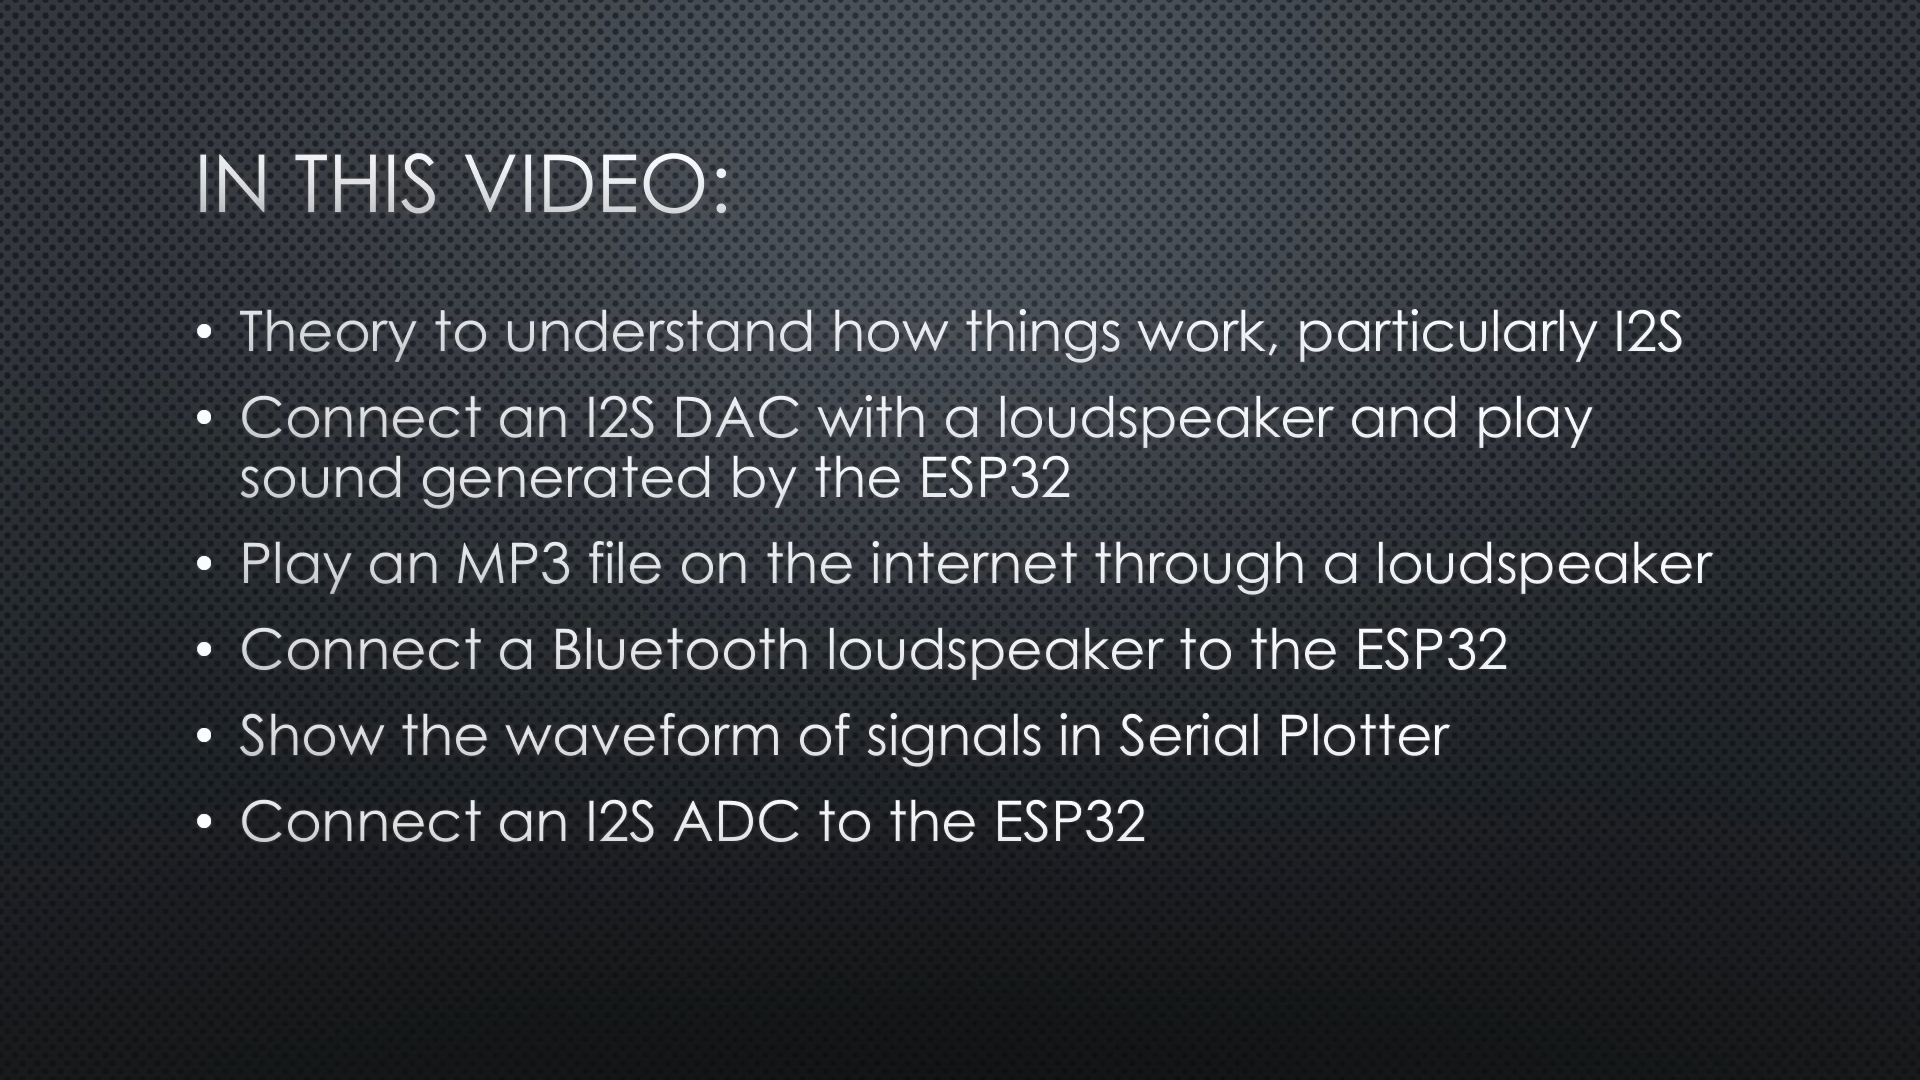 IN THIS VIDEO:
• Theory to understand how things work, particularly I2S
• Connect an I2S DAC with a loudspeaker and play
sound generated by the ESP32
• Play an MP3 file on the internet through a loudspeaker
• Connect a Bluetooth loudspeaker to the ESP32
• Show the waveform of signals in Serial Plotter
• Connect an I2S ADC to the ESP32